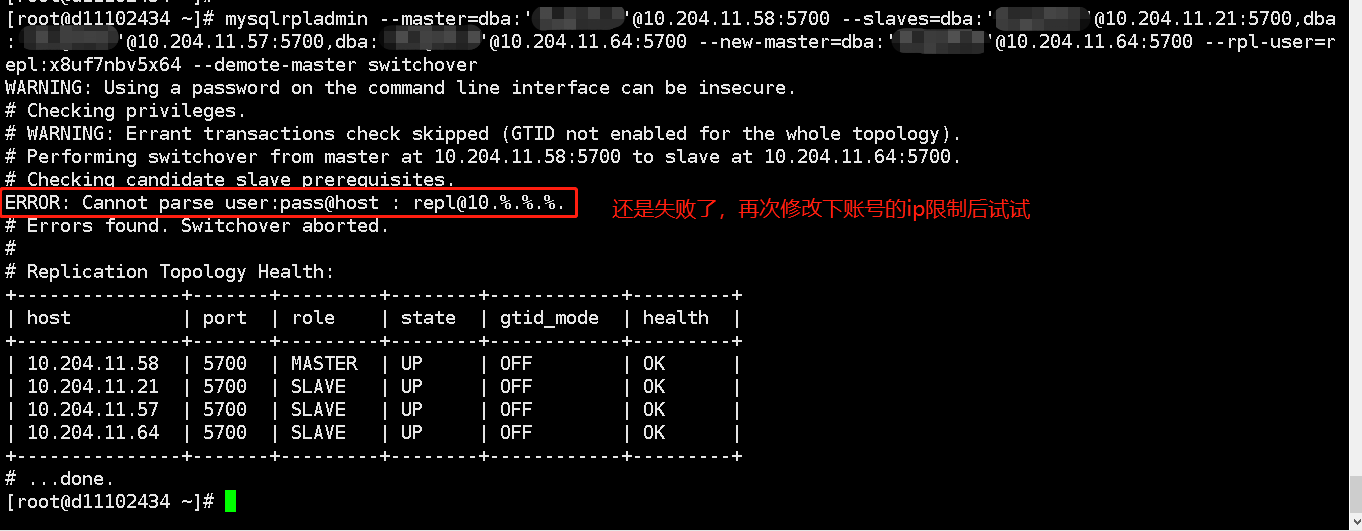 [root@d11102434 ~]# mysqlrpladmin --master=dba:' '@10.204.11.58:5700 --slaves=dba:' '@10.204.11.21:5700,dba
: '@10.204.11.57:5700,dba: '@10.204.11.64:5700 --new-master=dba:' '@10.204.11.64:5700 --rpl-user=r
epl:x8uf7nbv5x64 --demote-master switchover
WARNING: Using a password on the command line interface can be insecure.
# Checking privileges.
# WARNING: Errant transactions check skipped (GTID not enabled for the whole topology).
# Performing switchover from master at 10.204.11.58:5700 to slave at 10.204.11.64:5700.
# Checking candidate slave prerequisites.
ERROR: Cannot parse user:pass@host : repl@10.%.%.%.
还是失败了，再次修改下账号的ip限制后试试
# Errors found. Switchover aborted.
#
# Replication Topology Health:
+---------------+-------+---------+--------+------------+---------+
| host | port | role | state | gtid_mode | health |
+---------------+-------+---------+--------+------------+---------+
| 10.204.11.58 | 5700 | MASTER | UP | OFF | OK |
| 10.204.11.21 | 5700 | SLAVE | UP | OFF | OK |
| 10.204.11.57 | 5700 | SLAVE | UP | OFF | OK |
| 10.204.11.64 | 5700 | SLAVE | UP | OFF | OK |
+---------------+-------+---------+--------+------------+---------+
# ...done.
[root@d11102434 ~]#